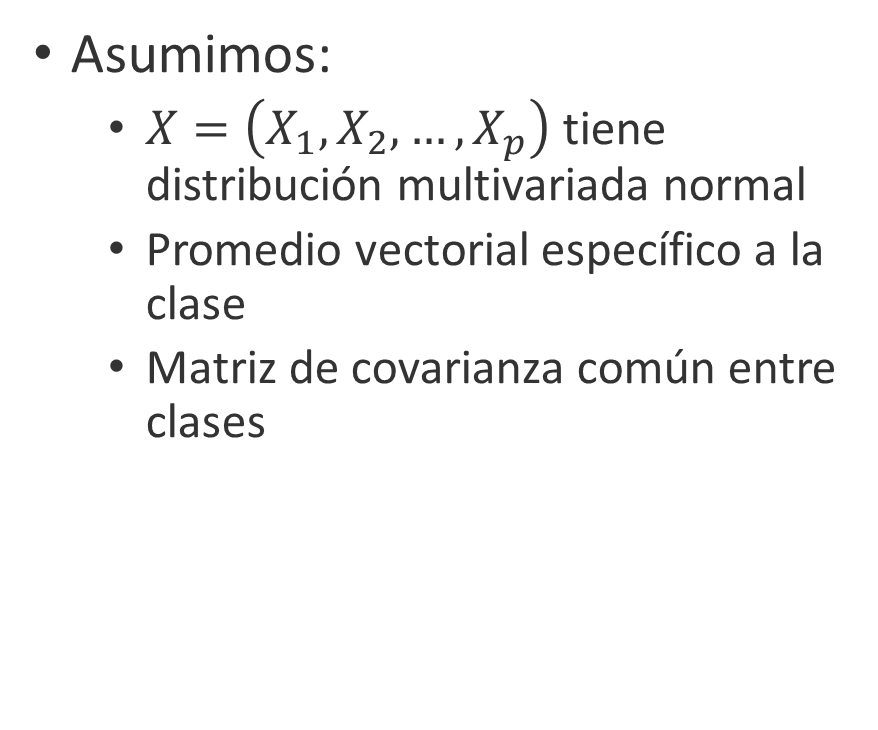 • Asumimos:
• X = (X₁, X₂, … , Xₚ) tiene
distribución multivariada normal
• Promedio vectorial específico a la
clase
• Matriz de covarianza común entre
clases